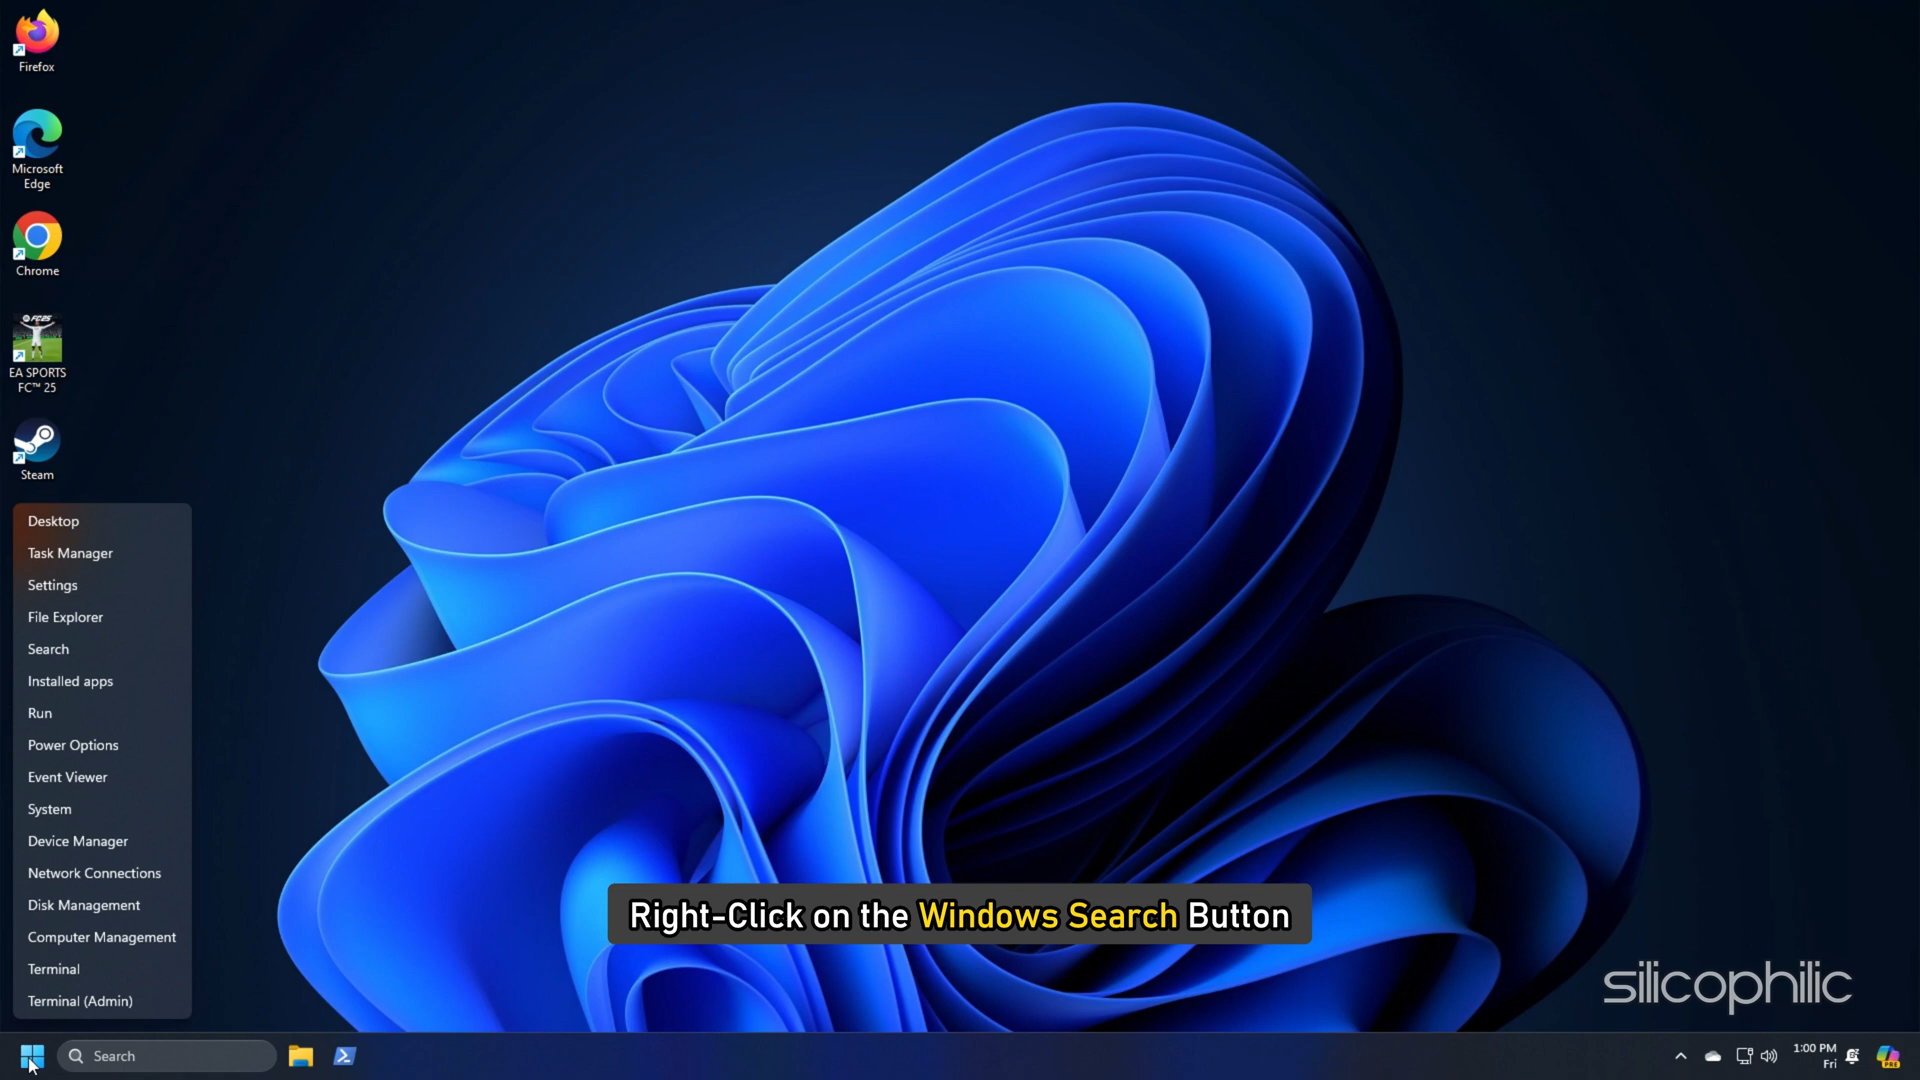 Firefox
Microsoft
Edge
Chrome
FC25
EA SPORTS
FC™ 25
Steam
Desktop
Task Manager
Settings
File Explorer
Search
Installed apps
Run
Power Options
Event Viewer
System
Device Manager
Network Connections
Disk Management
Computer Management
Terminal
Terminal (Admin)
Right-Click on the Windows Search Button
silicophilic
Search
1:00 PM
Fri
PRE